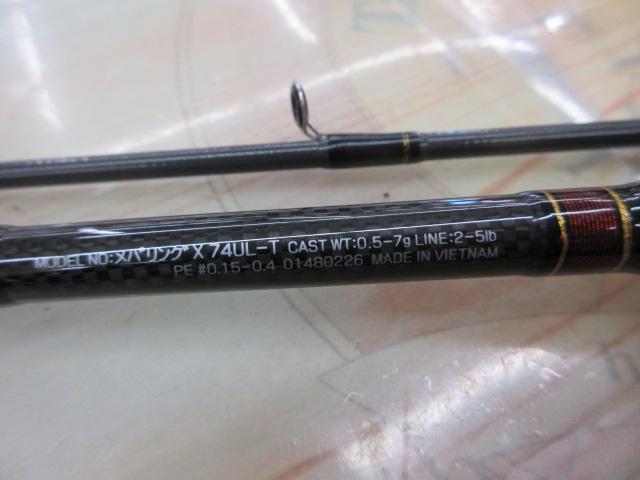 MODEL NO:メバリングX 74UL-T CAST WT:0.5-7g LINE:2-5lb
PE #0.15-0.4 01480226 MADE IN VIETNAM